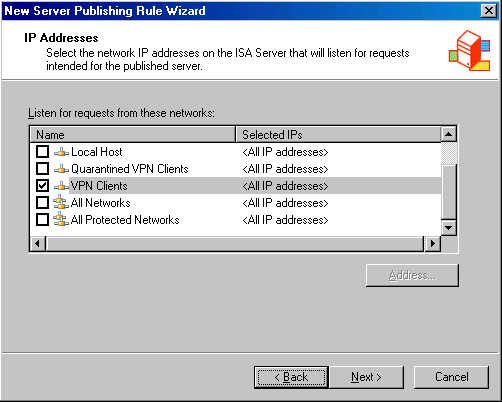 New Server Publishing Rule Wizard
IP Addresses
Select the network IP addresses on the ISA Server that will listen for requests
intended for the published server.
Listen for requests from these networks:
Name Selected IPs
Local Host <All IP addresses>
Quarantined VPN Clients <All IP addresses>
VPN Clients <All IP addresses>
All Networks <All IP addresses>
All Protected Networks <All IP addresses>
Address...
< Back Next > Cancel